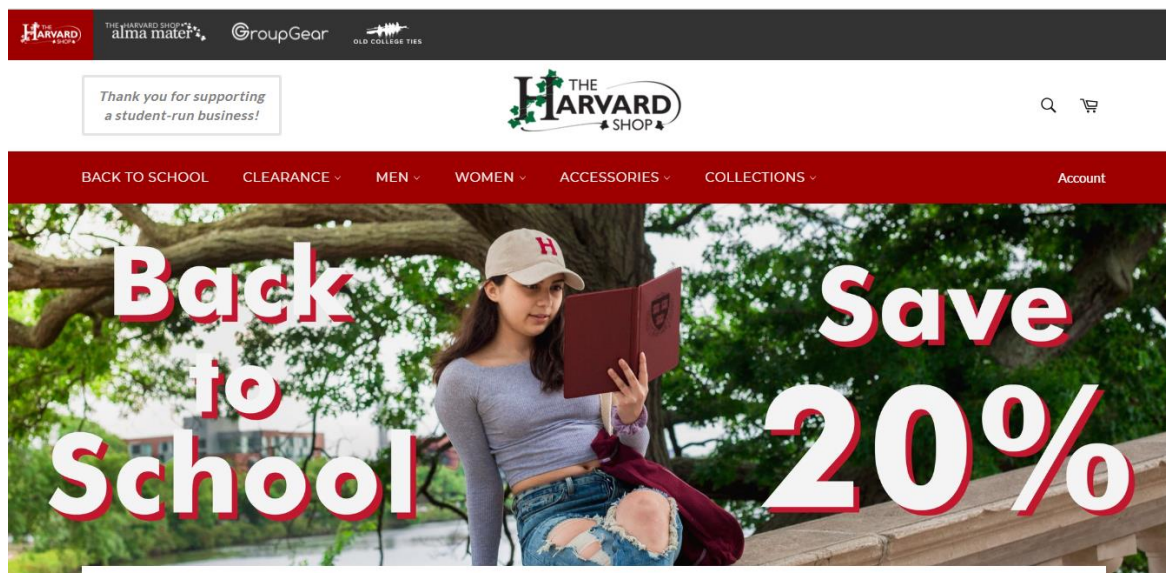 THE HARVARD SHOP
THE HARVARD SHOP
alma mater
GroupGear
OLD COLLEGE TIES
Thank you for supporting
a student-run business!
THE
HARVARD
SHOP
BACK TO SCHOOL
CLEARANCE
MEN
WOMEN
ACCESSORIES
COLLECTIONS
Account
Back
to
School
H
Save
20%